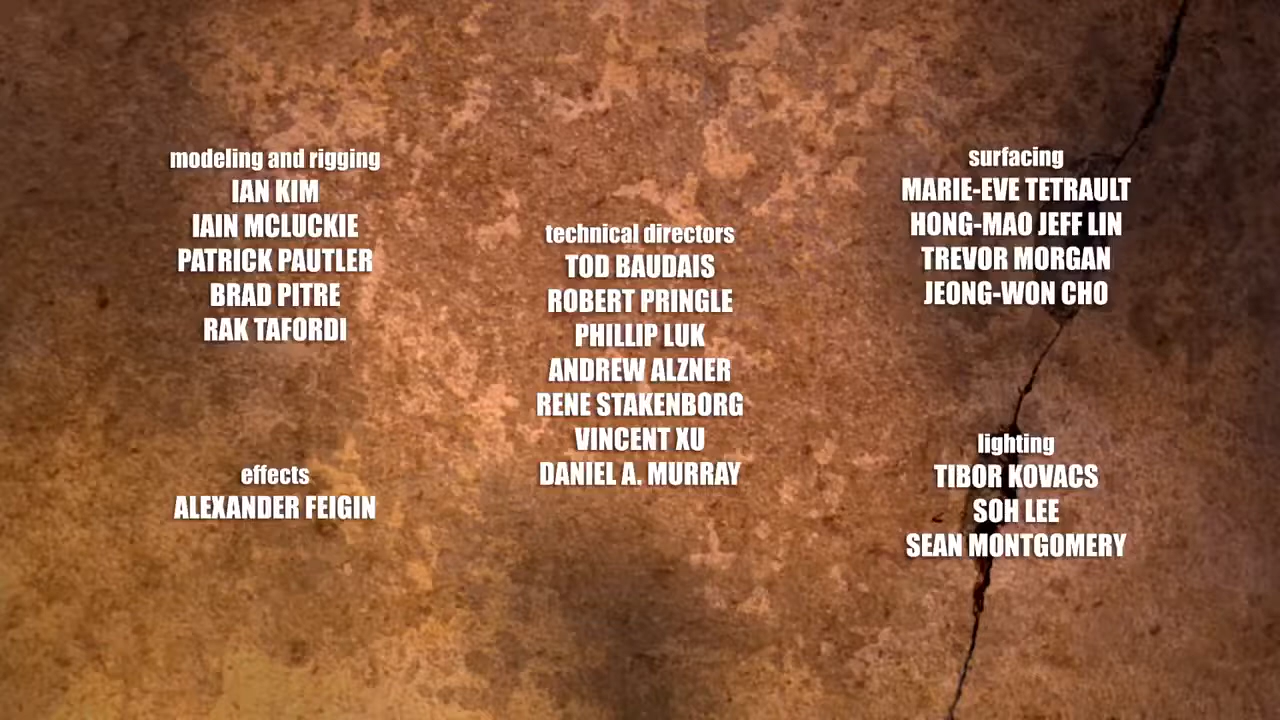 modeling and rigging
IAN KIM
IAIN MCLUCKIE
PATRICK PAUTLER
BRAD PITRE
RAK TAFORDI
effects
ALEXANDER FEIGIN
technical directors
TOD BAUDAIS
ROBERT PRINGLE
PHILLIP LUK
ANDREW ALZNER
RENE STAKENBORG
VINCENT XU
DANIEL A. MURRAY
surfacing
MARIE-EVE TETRAULT
HONG-MAO JEFF LIN
TREVOR MORGAN
JEONG-WON CHO
lighting
TIBOR KOVACS
SOH LEE
SEAN MONTGOMERY